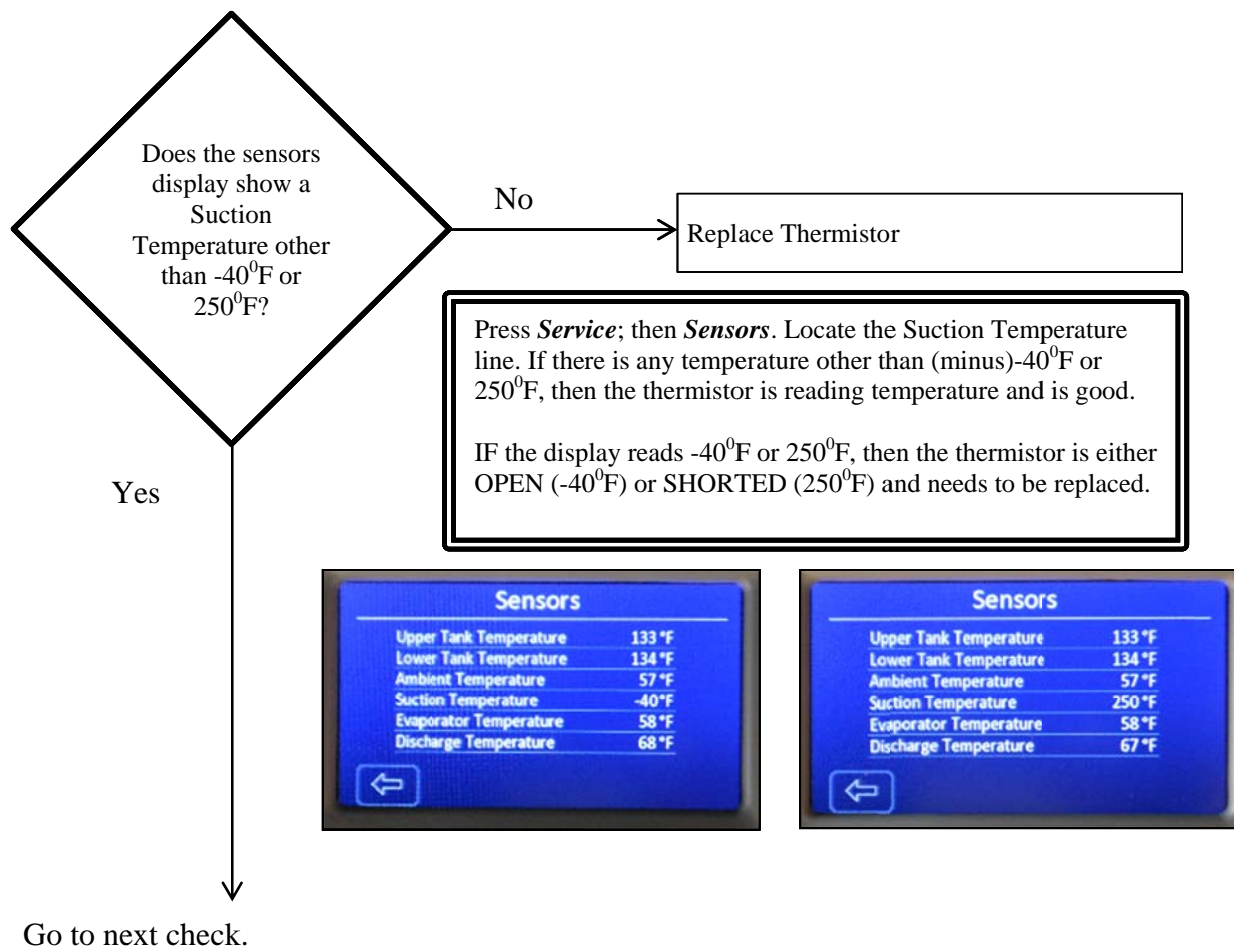 Does the sensors
display show a
Suction
Temperature other
than -40⁰F or
250⁰F?
No
Replace Thermistor
Press Service; then Sensors. Locate the Suction Temperature
line. If there is any temperature other than (minus)-40⁰F or
250⁰F, then the thermistor is reading temperature and is good.
IF the display reads -40⁰F or 250⁰F, then the thermistor is either
OPEN (-40⁰F) or SHORTED (250⁰F) and needs to be replaced.
Yes
Sensors
Upper Tank Temperature 133 °F
Lower Tank Temperature 134 °F
Ambient Temperature 57 °F
Suction Temperature -40°F
Evaporator Temperature 58 °F
Discharge Temperature 68 °F
Sensors
Upper Tank Temperature 133 °F
Lower Tank Temperature 134 °F
Ambient Temperature 57 °F
Suction Temperature 250 °F
Evaporator Temperature 58 °F
Discharge Temperature 67 °F
Go to next check.